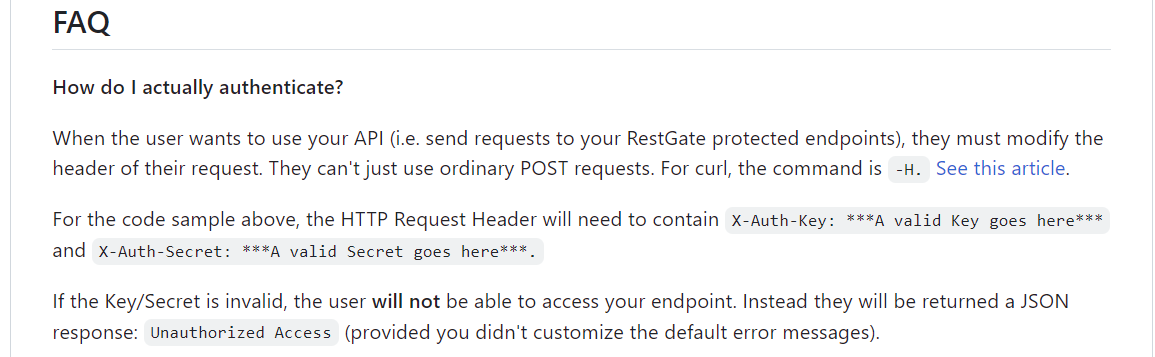 FAQ
How do I actually authenticate?
When the user wants to use your API (i.e. send requests to your RestGate protected endpoints), they must modify the
header of their request. They can't just use ordinary POST requests. For curl, the command is -H. See this article.
For the code sample above, the HTTP Request Header will need to contain X-Auth-Key: ***A valid Key goes here***
and X-Auth-Secret: ***A valid Secret goes here***.
If the Key/Secret is invalid, the user will not be able to access your endpoint. Instead they will be returned a JSON
response: Unauthorized Access (provided you didn't customize the default error messages).